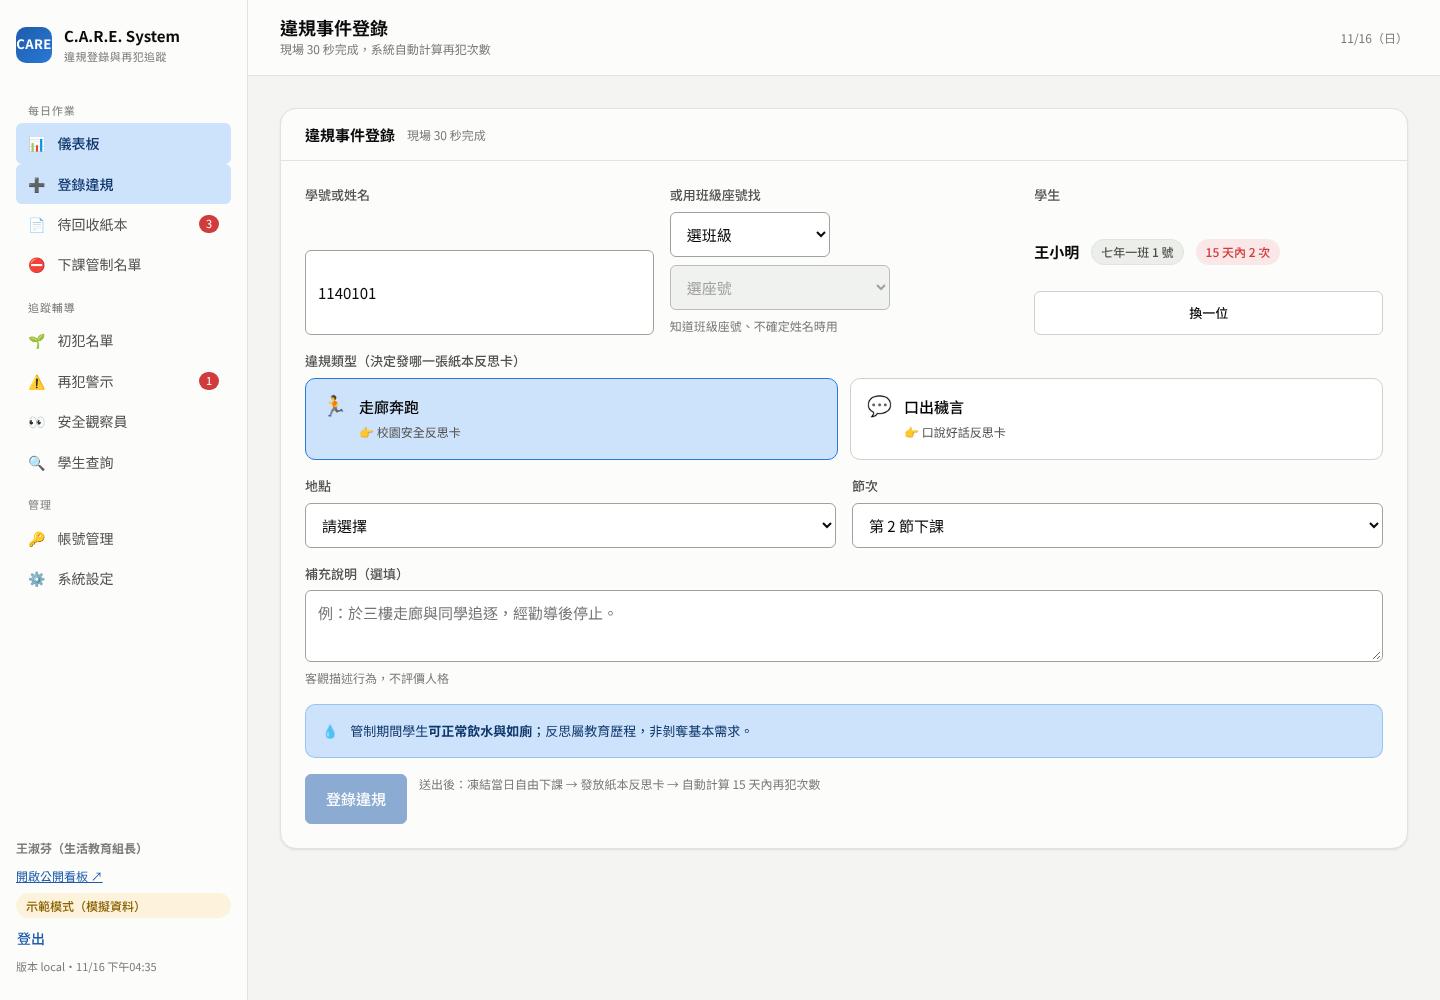 CARE
C.A.R.E. System
違規登錄與再犯追蹤
每日作業
儀表板
登錄違規
待回收紙本 3
下課管制名單
追蹤輔導
初犯名單
再犯警示 1
安全觀察員
學生查詢
管理
帳號管理
系統設定
王淑芬（生活教育組長）
開啟公開看板 ↗
示範模式（模擬資料）
登出
版本 local・11/16 下午04:35
違規事件登錄
現場 30 秒完成，系統自動計算再犯次數
11/16（日）
違規事件登錄 現場 30 秒完成
學號或姓名
1140101
或用班級座號找
選班級
選座號
知道班級座號、不確定姓名時用
學生
王小明 七年一班 1 號 15 天內 2 次
換一位
違規類型（決定發哪一張紙本反思卡）
走廊奔跑
👉 校園安全反思卡
口出穢言
👉 口說好話反思卡
地點
請選擇
節次
第 2 節下課
補充說明（選填）
例：於三樓走廊與同學追逐，經勸導後停止。
客觀描述行為，不評價人格
管制期間學生可正常飲水與如廁；反思屬教育歷程，非剝奪基本需求。
登錄違規
送出後：凍結當日自由下課 → 發放紙本反思卡 → 自動計算 15 天內再犯次數